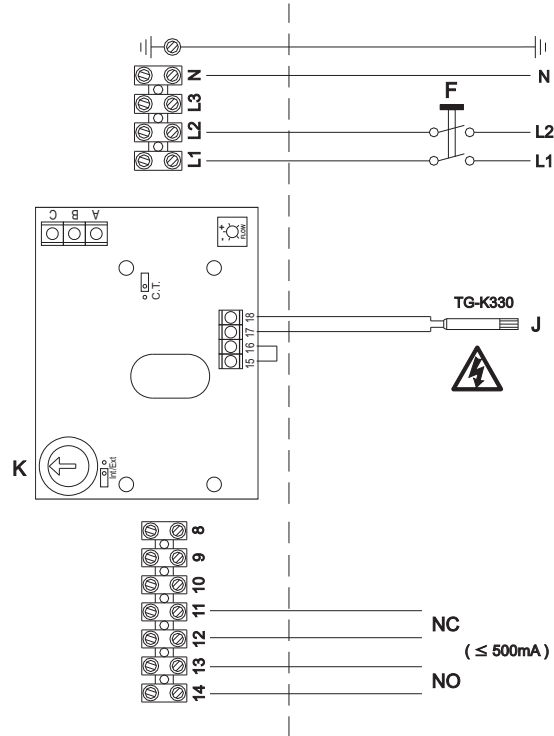 N
L3
L2
L1
F
N
L2
L1
C B A
- +
FLOW
C.T.
18
17
16
15
TG-K330
J
K
Int/Ext
8
9
10
11
12
13
14
NC
( ≤ 500mA )
NO